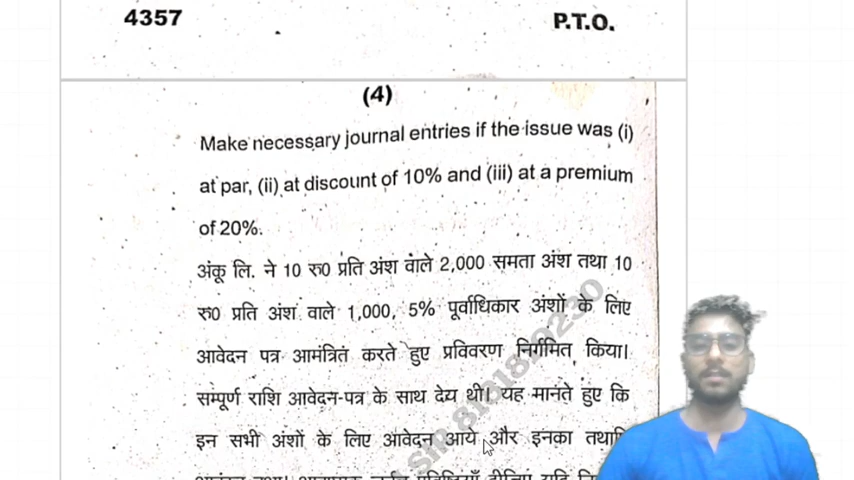 4357 P.T.O.
(4)
Make necessary journal entries if the issue was (i)
at par, (ii) at discount of 10% and (iii) at a premium
of 20%.
अंकू लि. ने 10 रु0 प्रति अंश वाले 2,000 समता अंश तथा 10
रु0 प्रति अंश वाले 1,000, 5% पूर्वाधिकार अंशों के लिए
आवेदन पत्र आमंत्रित करते हुए प्रविवरण निर्गमित किया।
सम्पूर्ण राशि आवेदन-पत्र के साथ देय थी। यह मानते हुए कि
इन सभी अंशों के लिए आवेदन आये और इनका